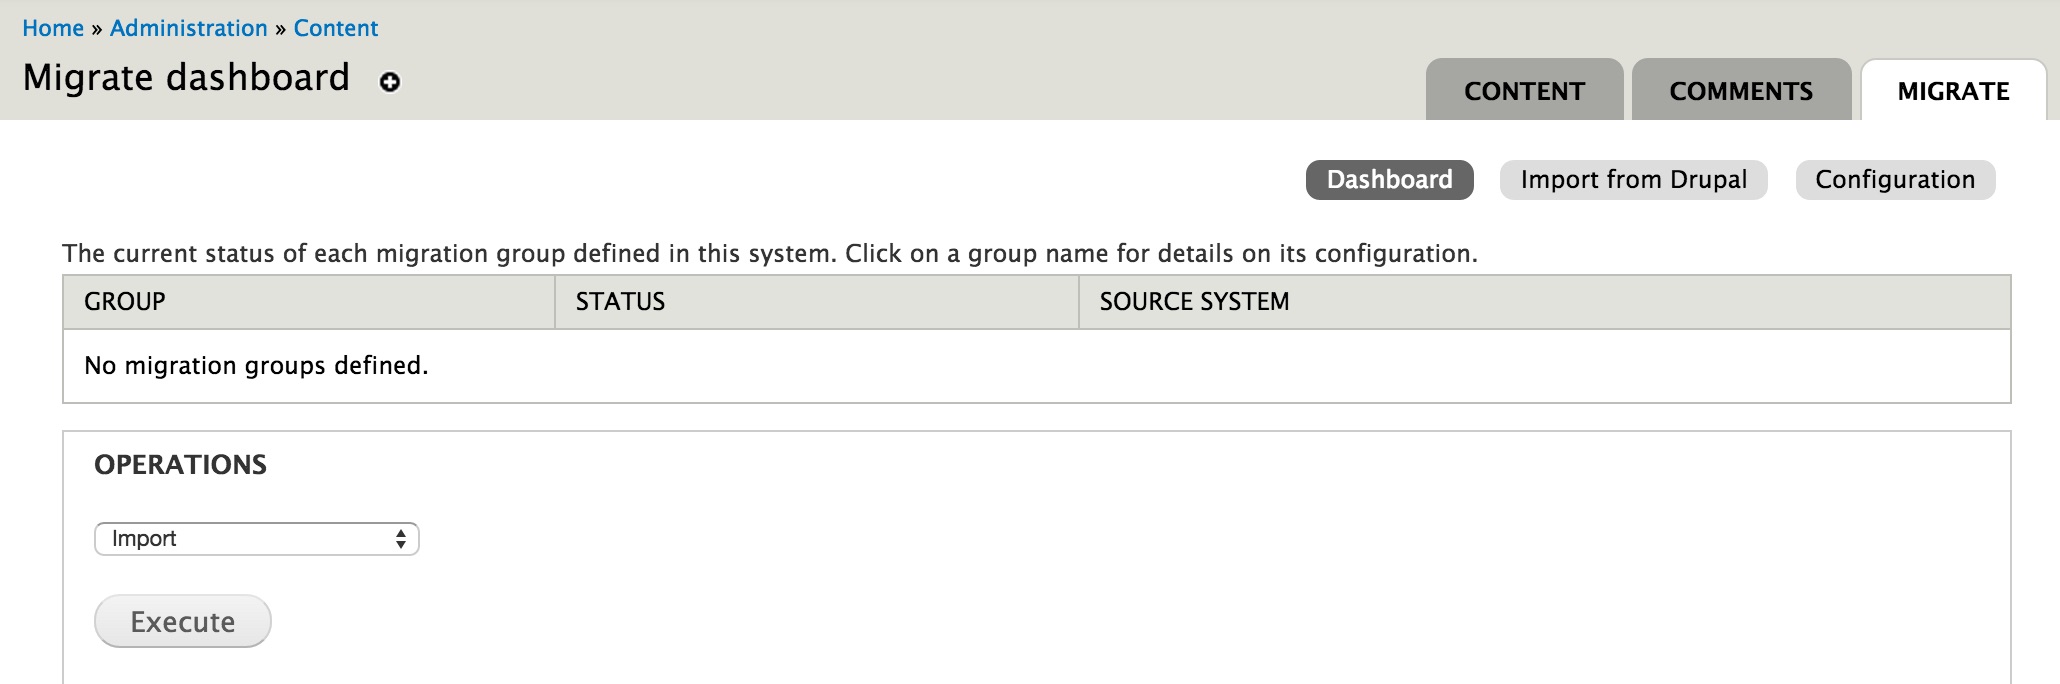 Home » Administration » Content
Migrate dashboard
CONTENT COMMENTS MIGRATE
Dashboard Import from Drupal Configuration
The current status of each migration group defined in this system. Click on a group name for details on its configuration.
GROUP STATUS SOURCE SYSTEM
No migration groups defined.
OPERATIONS
Import
Execute